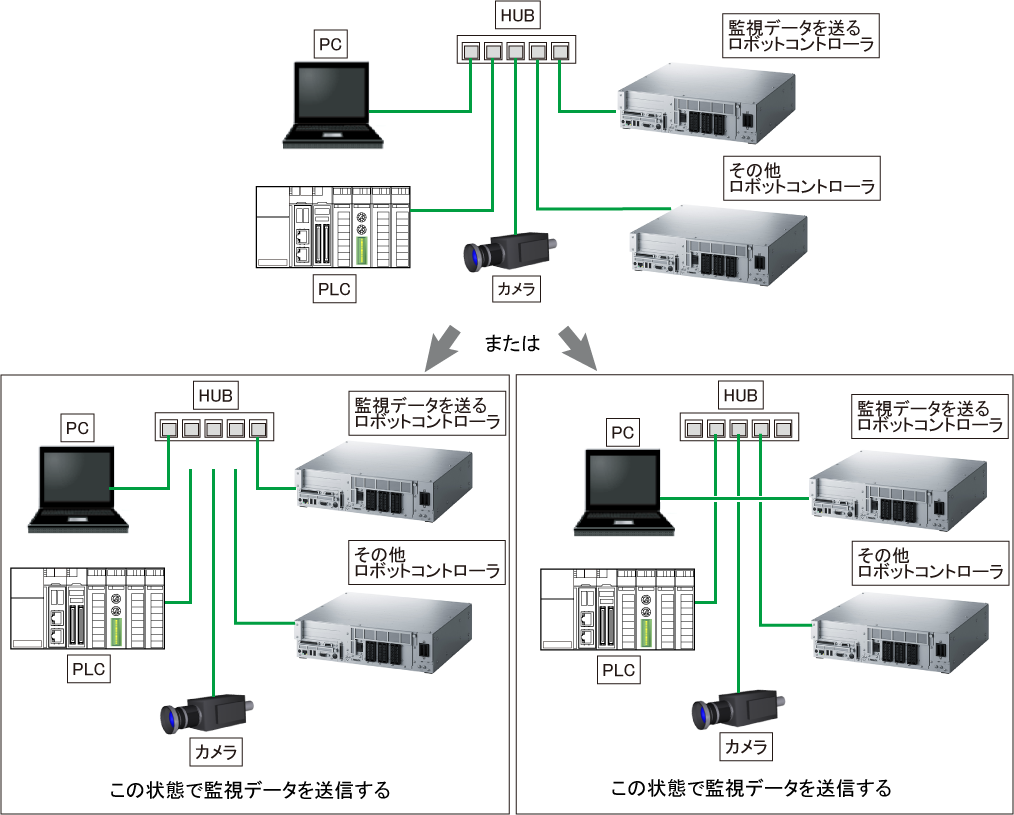 HUB
PC
監視データを送る
ロボットコントローラ
その他
ロボットコントローラ
PLC
カメラ
または
HUB
PC
監視データを送る
ロボットコントローラ
その他
ロボットコントローラ
PLC
カメラ
この状態で監視データを送信する
HUB
PC
監視データを送る
ロボットコントローラ
その他
ロボットコントローラ
PLC
カメラ
この状態で監視データを送信する